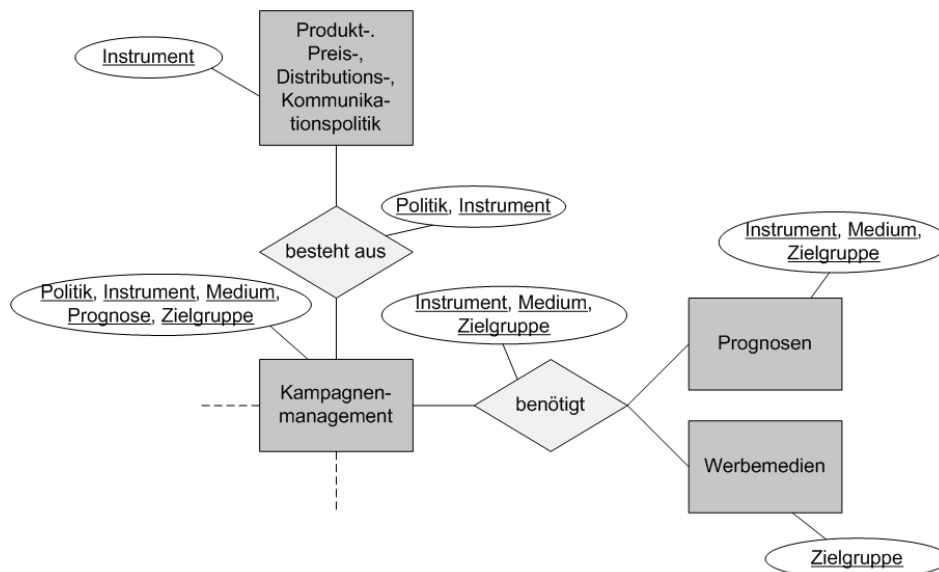 Instrument
Produkt-.
Preis-,
Distributions-,
Kommunika-
tionspolitik
Politik, Instrument
besteht aus
Instrument, Medium,
Zielgruppe
Politik, Instrument, Medium,
Prognose, Zielgruppe
Instrument, Medium,
Zielgruppe
Prognosen
Kampagnen-
management
benötigt
Werbemedien
Zielgruppe